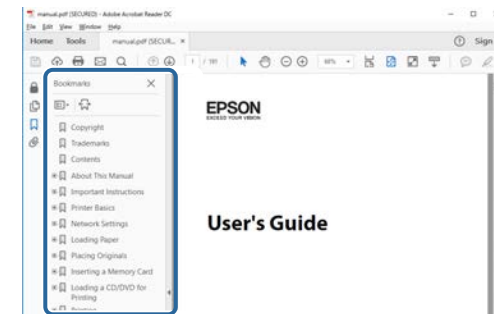 manual.pdf (SECURED) - Adobe Acrobat Reader DC
File Edit View Window Help
Home Tools manual.pdf (SECUR... ×
Sign
1 / 191
Bookmarks
Copyright
Trademarks
Contents
About This Manual
Important Instructions
Printer Basics
Network Settings
Loading Paper
Placing Originals
Inserting a Memory Card
Loading a CD/DVD for
Printing
EPSON
EXCEED YOUR VISION
User's Guide